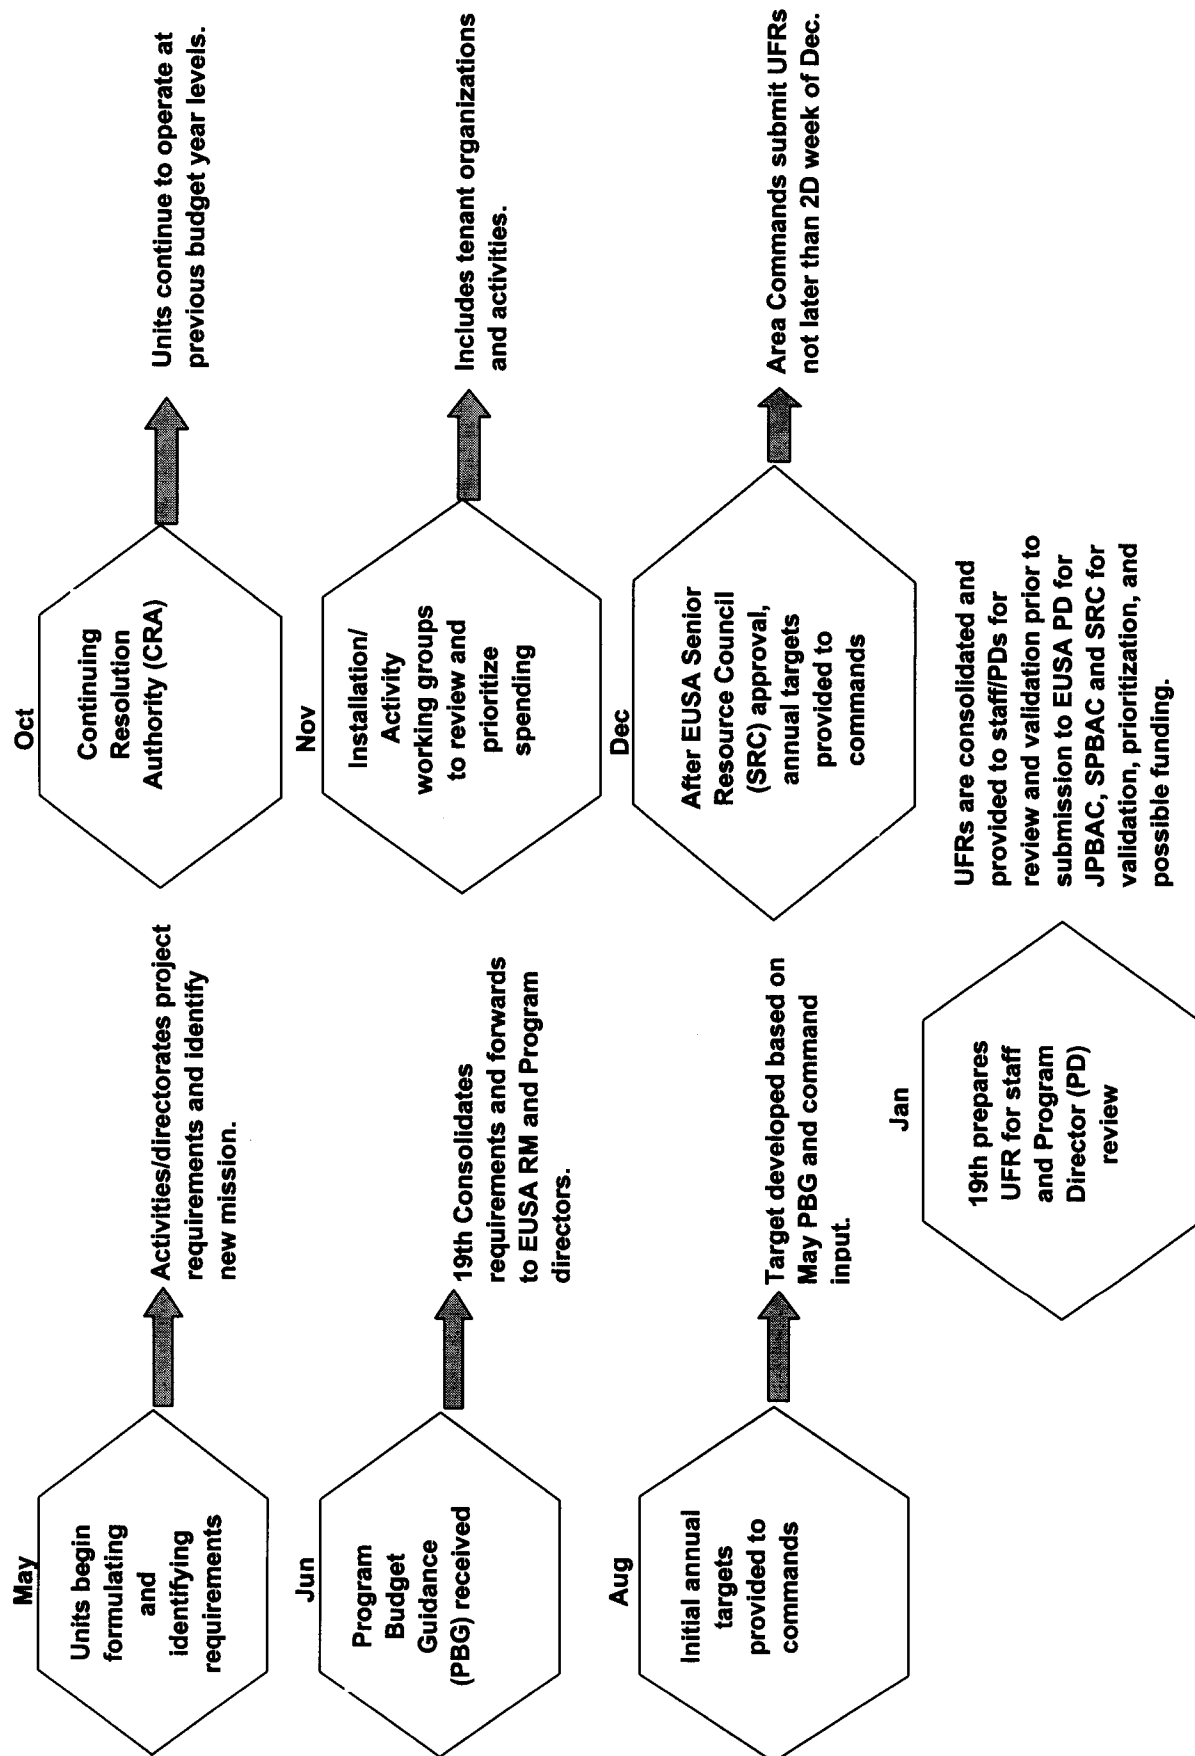 May
Units begin
formulating
and
identifying
requirements
Activities/directorates project
requirements and identify
new mission.
Jun
Program
Budget
Guidance
(PBG) received
19th Consolidates
requirements and forwards
to EUSA RM and Program
directors.
Aug
Initial annual
targets
provided to
commands
Target developed based on
May PBG and command
input.
Oct
Continuing
Resolution
Authority (CRA)
Units continue to operate at
previous budget year levels.
Nov
Installation/
Activity
working groups
to review and
prioritize
spending
Includes tenant organizations
and activities.
Dec
After EUSA Senior
Resource Council
(SRC) approval,
annual targets
provided to
commands
Area Commands submit UFRs
not later than 2D week of Dec.
Jan
19th prepares
UFR for staff
and Program
Director (PD)
review
UFRs are consolidated and
provided to staff/PDs for
review and validation prior to
submission to EUSA PD for
JPBAC, SPBAC and SRC for
validation, prioritization, and
possible funding.